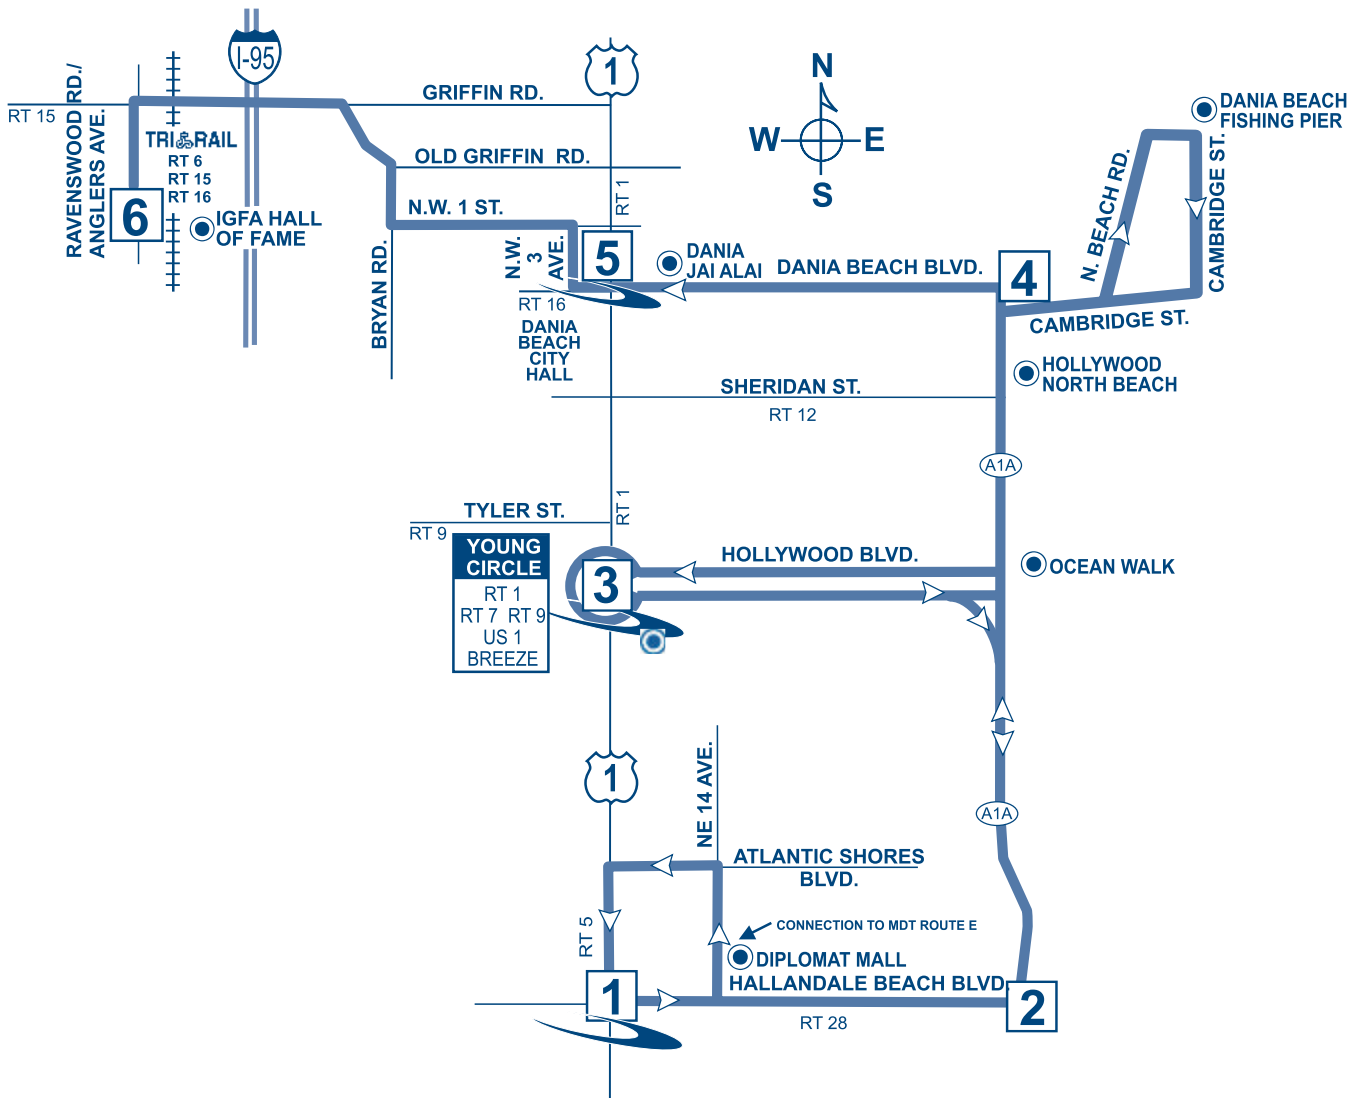 I-95
1
N
W
E
S
RAVENSWOOD RD./
ANGLERS AVE.
GRIFFIN RD.
RT 15
TRI RAIL
RT 6
RT 15
RT 16
DANIA BEACH
FISHING PIER
OLD GRIFFIN RD.
RT 1
6
IGFA HALL
OF FAME
N.W. 1 ST.
BRYAN RD.
N.W.
3
AVE.
5
DANIA
JAI ALAI
DANIA BEACH BLVD.
4
N. BEACH RD.
CAMBRIDGE ST.
CAMBRIDGE ST.
RT 16
DANIA
BEACH
CITY
HALL
HOLLYWOOD
NORTH BEACH
SHERIDAN ST.
RT 12
A1A
RT 1
TYLER ST.
RT 9
YOUNG
CIRCLE
RT 1
RT 7 RT 9
US 1
BREEZE
3
HOLLYWOOD BLVD.
OCEAN WALK
1
NE 14 AVE.
A1A
ATLANTIC SHORES
BLVD.
RT 5
CONNECTION TO MDT ROUTE E
DIPLOMAT MALL
HALLANDALE BEACH BLVD.
1
2
RT 28